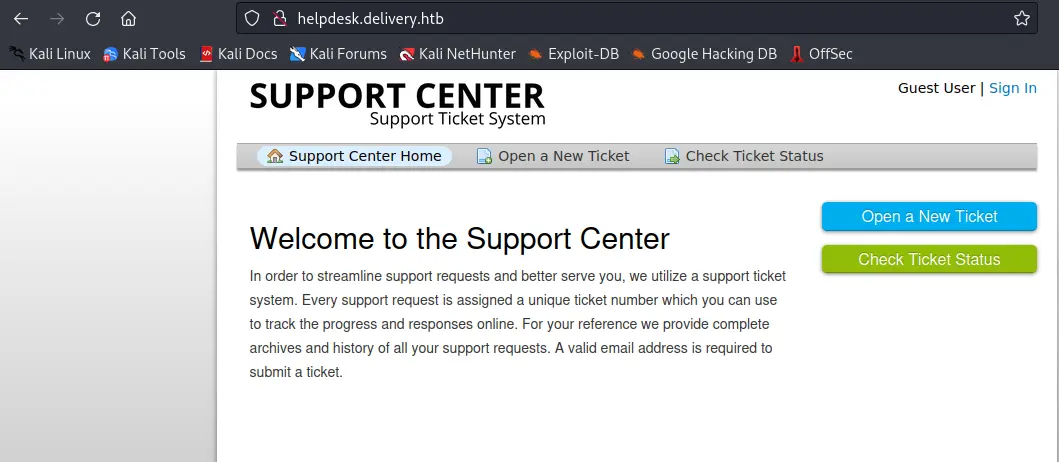 helpdesk.delivery.htb
Kali Linux Kali Tools Kali Docs Kali Forums Kali NetHunter Exploit-DB Google Hacking DB OffSec
SUPPORT CENTER
Support Ticket System
Guest User | Sign In
Support Center Home Open a New Ticket Check Ticket Status
Open a New Ticket
Check Ticket Status
Welcome to the Support Center
In order to streamline support requests and better serve you, we utilize a support ticket
system. Every support request is assigned a unique ticket number which you can use
to track the progress and responses online. For your reference we provide complete
archives and history of all your support requests. A valid email address is required to
submit a ticket.